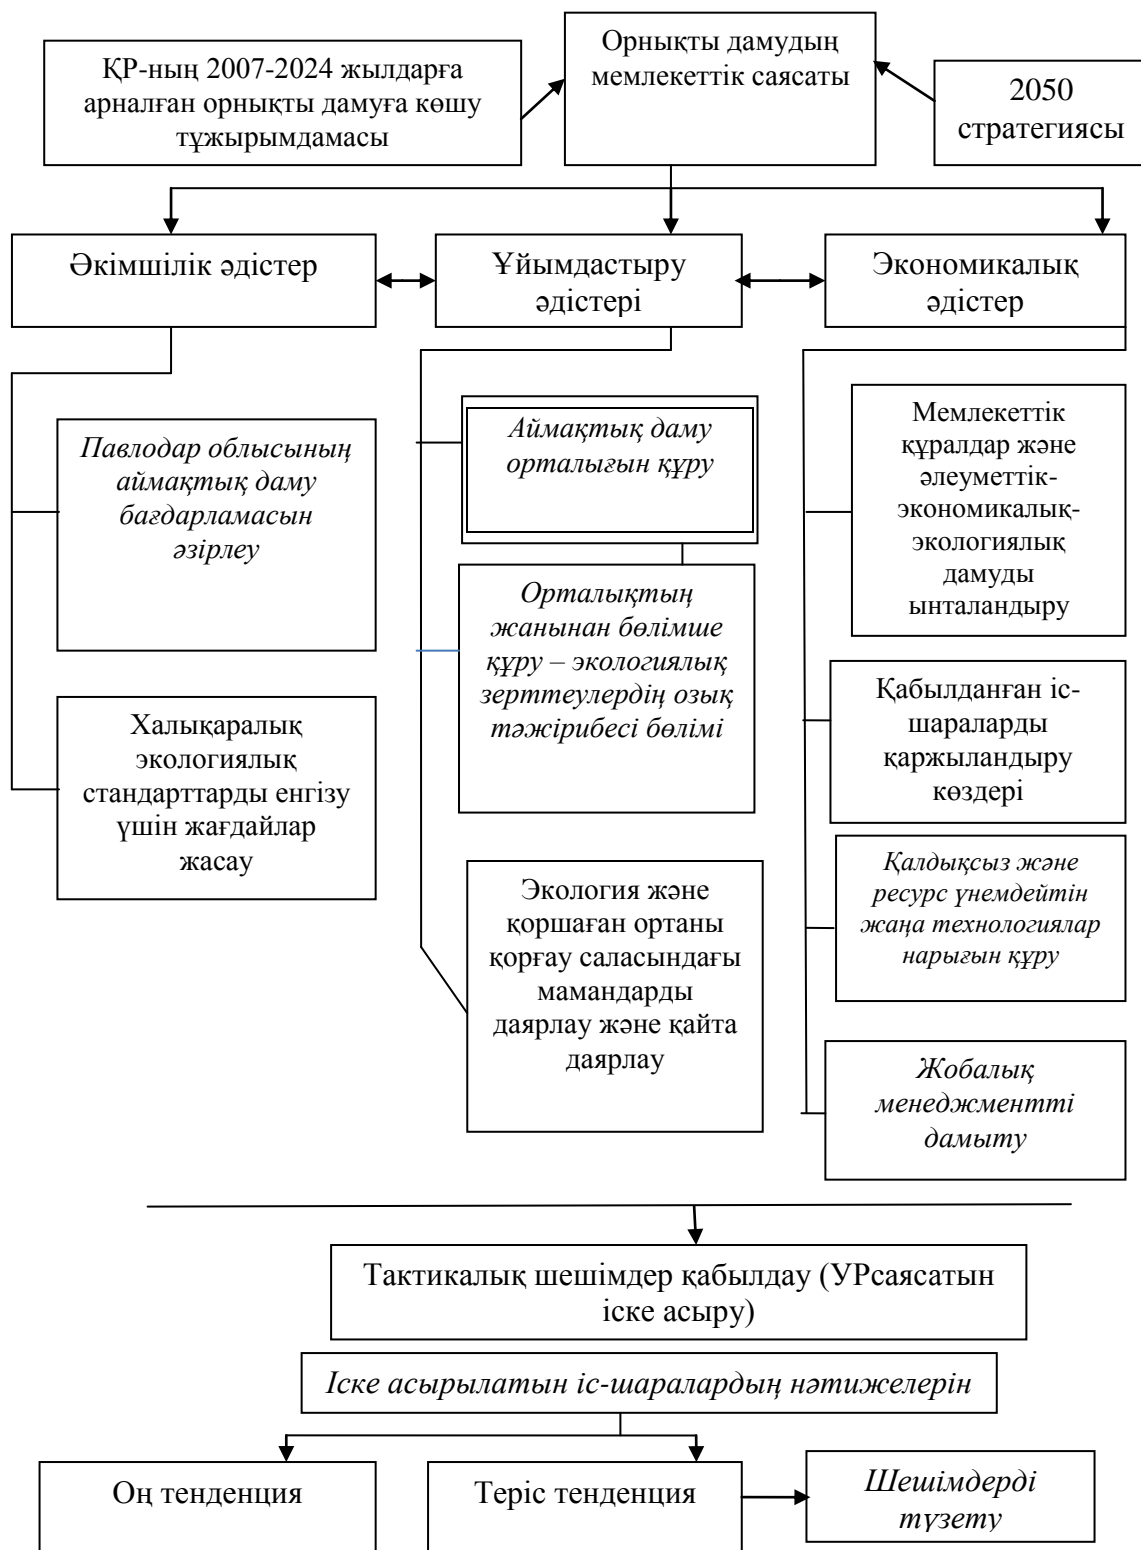 ҚР-ның 2007-2024 жылдарға
арналған орнықты дамуға көшу
тұжырымдамасы
Орнықты дамудың
мемлекеттік саясаты
2050
стратегиясы
Әкімшілік әдістер
Ұйымдастыру
әдістері
Экономикалық
әдістер
Павлодар облысының
аймақтық даму
бағдарламасын
әзірлеу
Халықаралық
экологиялық
стандарттарды енгізу
үшін жағдайлар
жасау
Аймақтық даму
орталығын құру
Орталықтың
жанынан бөлімше
құру – экологиялық
зерттеулердің озық
тәжірибесі бөлімі
Экология және
қоршаған ортаны
қорғау саласындағы
мамандарды
даярлау және қайта
даярлау
Мемлекеттік
құралдар және
әлеуметтік-
экономикалық-
экологиялық
дамуды
ынталандыру
Қабылданған іс-
шараларды
қаржыландыру
көздері
Қалдықсыз және
ресурс үнемдейтін
жаңа технологиялар
нарығын құру
Жобалық
менеджментті
дамыту
Тактикалық шешімдер қабылдау (УРсаясатын
іске асыру)
Іске асырылатын іс-шаралардың нәтижелерін
Оң тенденция
Теріс тенденция
Шешімдерді
түзету